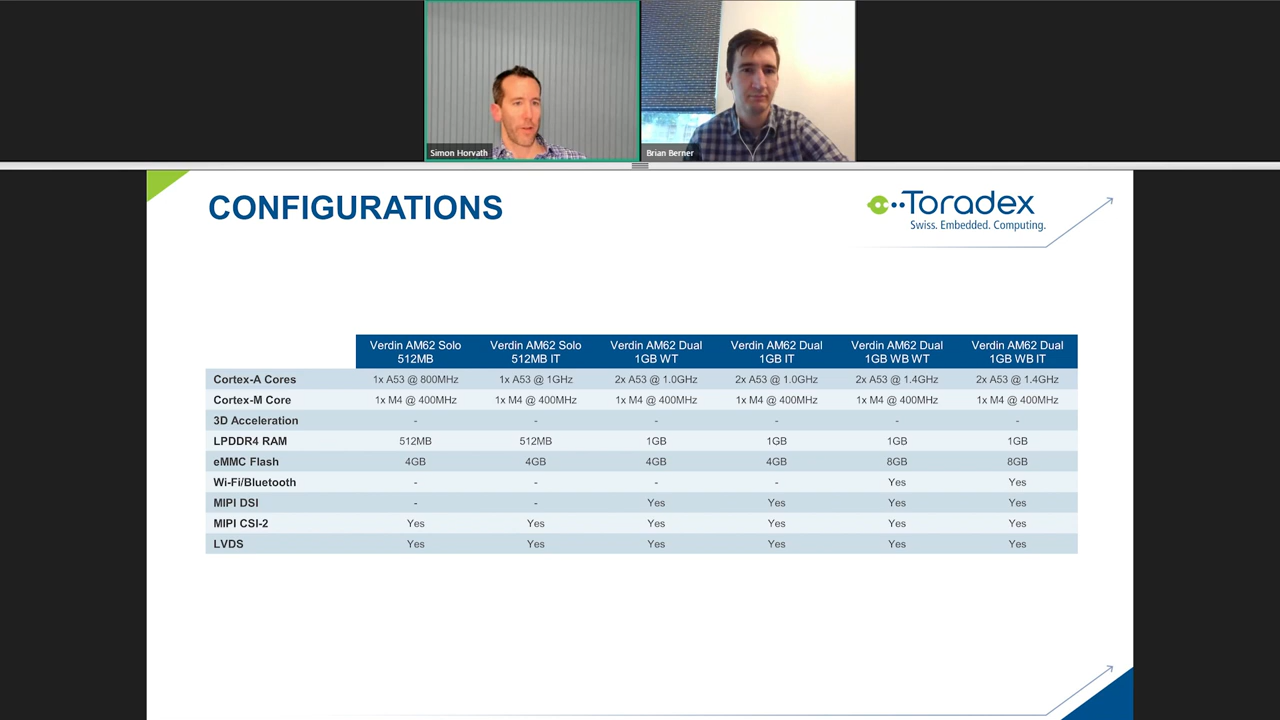 Simon Horvath
Brian Berner
CONFIGURATIONS
Toradex
Swiss. Embedded. Computing.
Verdin AM62 Solo 512MB Verdin AM62 Solo 512MB IT Verdin AM62 Dual 1GB WT Verdin AM62 Dual 1GB IT Verdin AM62 Dual 1GB WB WT Verdin AM62 Dual 1GB WB IT
Cortex-A Cores 1x A53 @ 800MHz 1x A53 @ 1GHz 2x A53 @ 1.0GHz 2x A53 @ 1.0GHz 2x A53 @ 1.4GHz 2x A53 @ 1.4GHz
Cortex-M Core 1x M4 @ 400MHz 1x M4 @ 400MHz 1x M4 @ 400MHz 1x M4 @ 400MHz 1x M4 @ 400MHz 1x M4 @ 400MHz
3D Acceleration - - - - - -
LPDDR4 RAM 512MB 512MB 1GB 1GB 1GB 1GB
eMMC Flash 4GB 4GB 4GB 4GB 8GB 8GB
Wi-Fi/Bluetooth - - - - Yes Yes
MIPI DSI - - Yes Yes Yes Yes
MIPI CSI-2 Yes Yes Yes Yes Yes Yes
LVDS Yes Yes Yes Yes Yes Yes